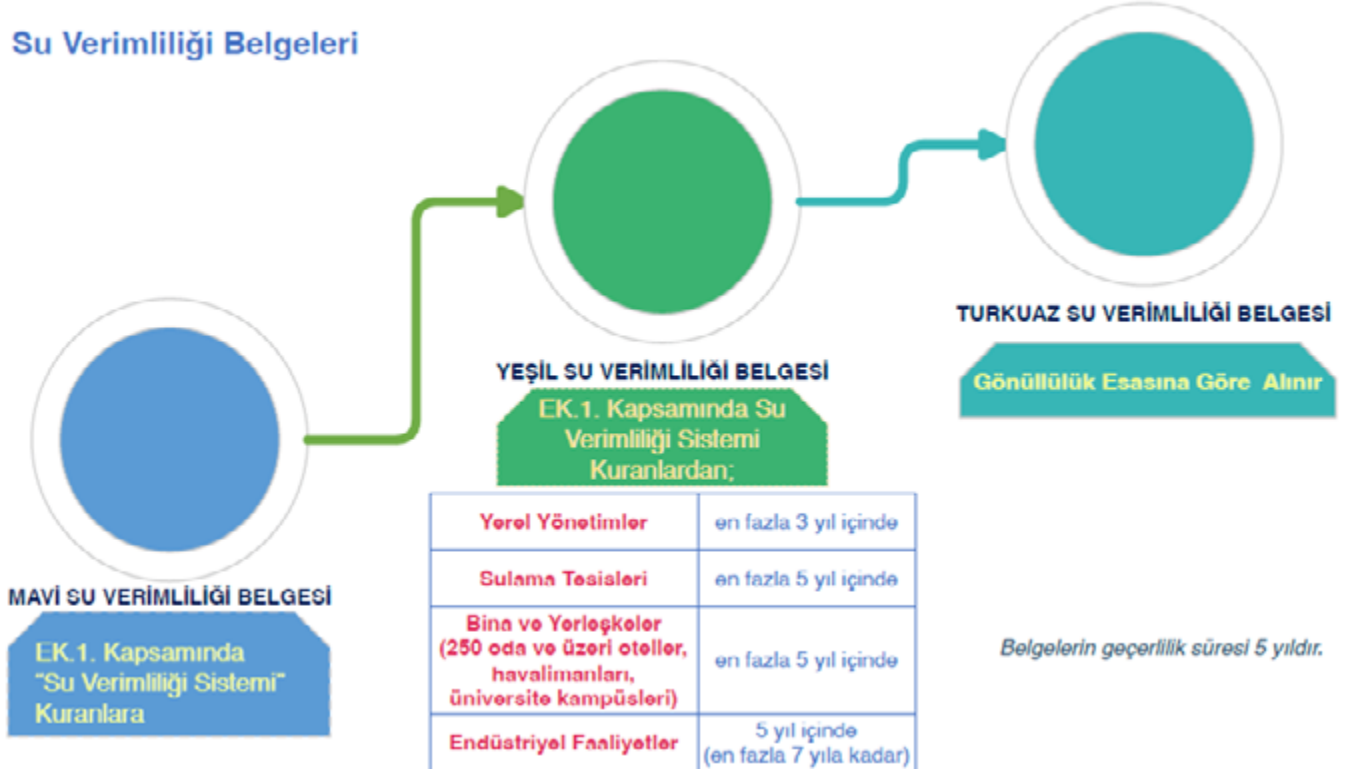 Su Verimliliği Belgeleri
TURKUAZ SU VERİMLİLİĞİ BELGESİ
Gönüllülük Esasına Göre Alınır
YEŞİL SU VERİMLİLİĞİ BELGESİ
EK.1. Kapsamında Su
Verimliliği Sistemi
Kuranlardan;
Yerel Yönetimler
en fazla 3 yıl içinde
Sulama Tesisleri
en fazla 5 yıl içinde
Bina ve Yerleşkeler
(250 oda ve üzeri oteller,
havalimanları,
üniversite kampüsleri)
en fazla 5 yıl içinde
Endüstriyel Faaliyetler
5 yıl içinde
(en fazla 7 yıla kadar)
MAVİ SU VERİMLİLİĞİ BELGESİ
EK.1. Kapsamında
"Su Verimliliği Sistemi"
Kuranlara
Belgelerin geçerlilik süresi 5 yıldır.